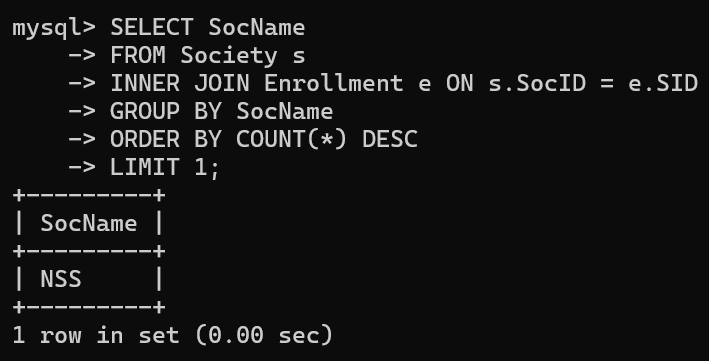 mysql> SELECT SocName
    -> FROM Society s
    -> INNER JOIN Enrollment e ON s.SocID = e.SID
    -> GROUP BY SocName
    -> ORDER BY COUNT(*) DESC
    -> LIMIT 1;
+---------+
| SocName |
+---------+
| NSS     |
+---------+
1 row in set (0.00 sec)